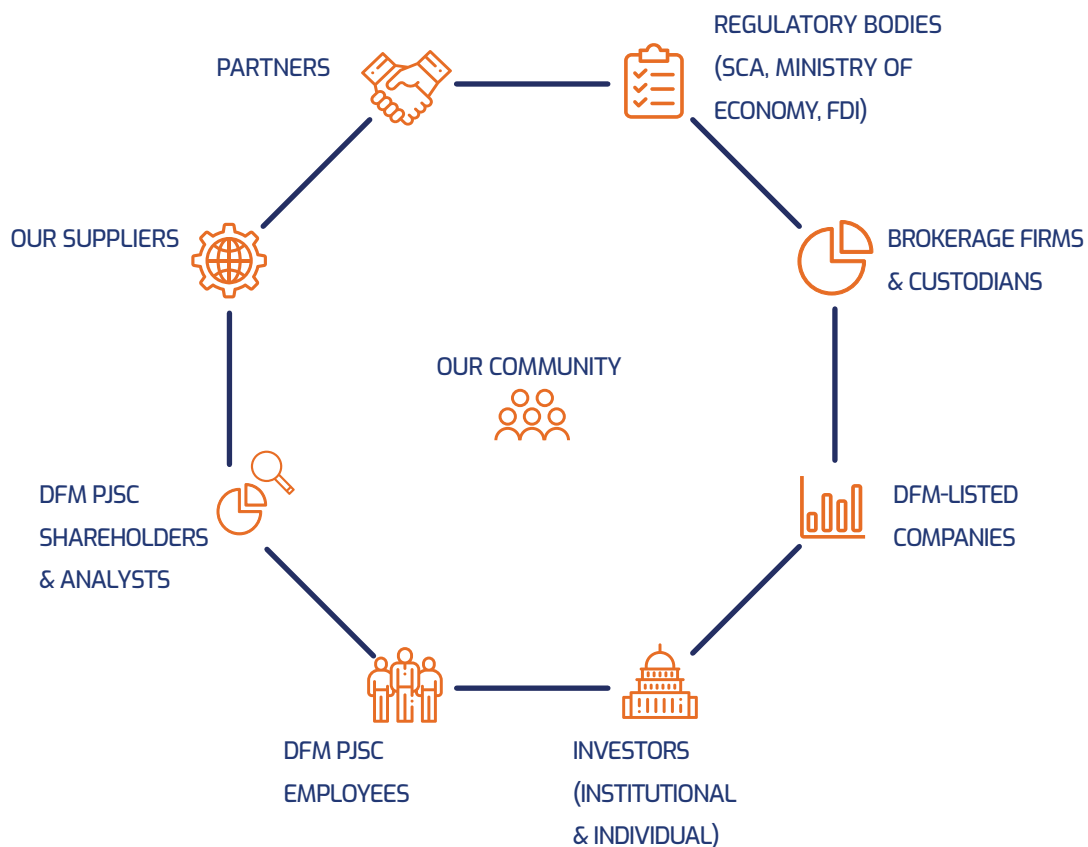 PARTNERS
REGULATORY BODIES
(SCA, MINISTRY OF
ECONOMY, FDI)
OUR SUPPLIERS
BROKERAGE FIRMS
& CUSTODIANS
OUR COMMUNITY
DFM PJSC
SHAREHOLDERS
& ANALYSTS
DFM-LISTED
COMPANIES
DFM PJSC
EMPLOYEES
INVESTORS
(INSTITUTIONAL
& INDIVIDUAL)